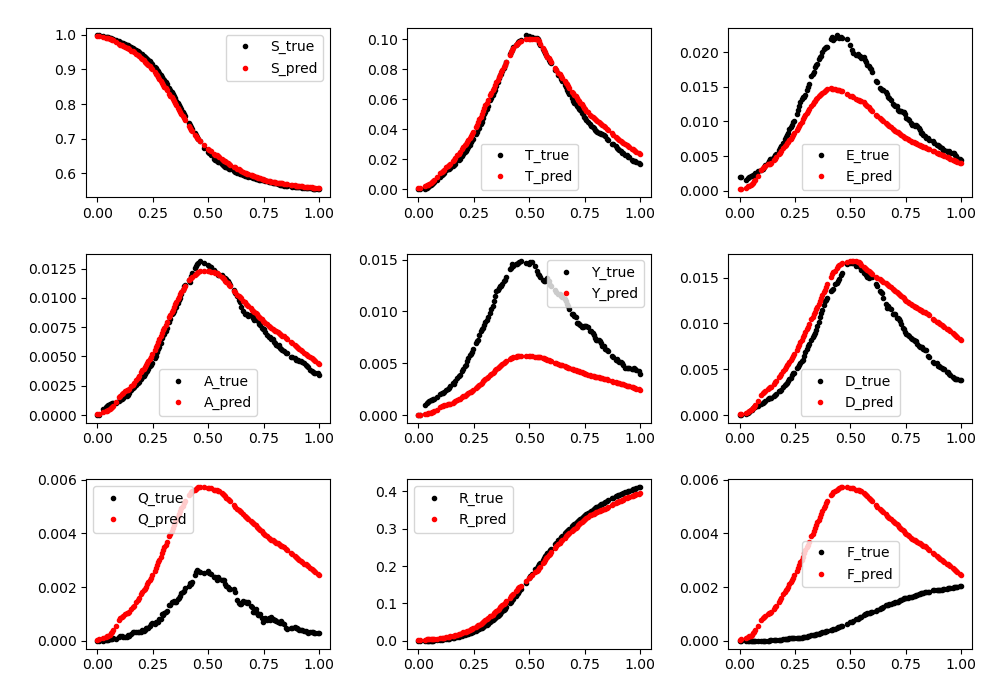 1.0
0.9
0.8
0.7
0.6
S_true
S_pred
0.00 0.25 0.50 0.75 1.00
0.10
0.08
0.06
0.04
0.02
0.00
T_true
T_pred
0.00 0.25 0.50 0.75 1.00
0.020
0.015
0.010
0.005
0.000
E_true
E_pred
0.00 0.25 0.50 0.75 1.00
0.0125
0.0100
0.0075
0.0050
0.0025
0.0000
A_true
A_pred
0.00 0.25 0.50 0.75 1.00
0.015
0.010
0.005
0.000
Y_true
Y_pred
0.00 0.25 0.50 0.75 1.00
0.015
0.010
0.005
0.000
D_true
D_pred
0.00 0.25 0.50 0.75 1.00
0.006
0.004
0.002
0.000
Q_true
Q_pred
0.00 0.25 0.50 0.75 1.00
0.4
0.3
0.2
0.1
0.0
R_true
R_pred
0.00 0.25 0.50 0.75 1.00
0.006
0.004
0.002
0.000
F_true
F_pred
0.00 0.25 0.50 0.75 1.00